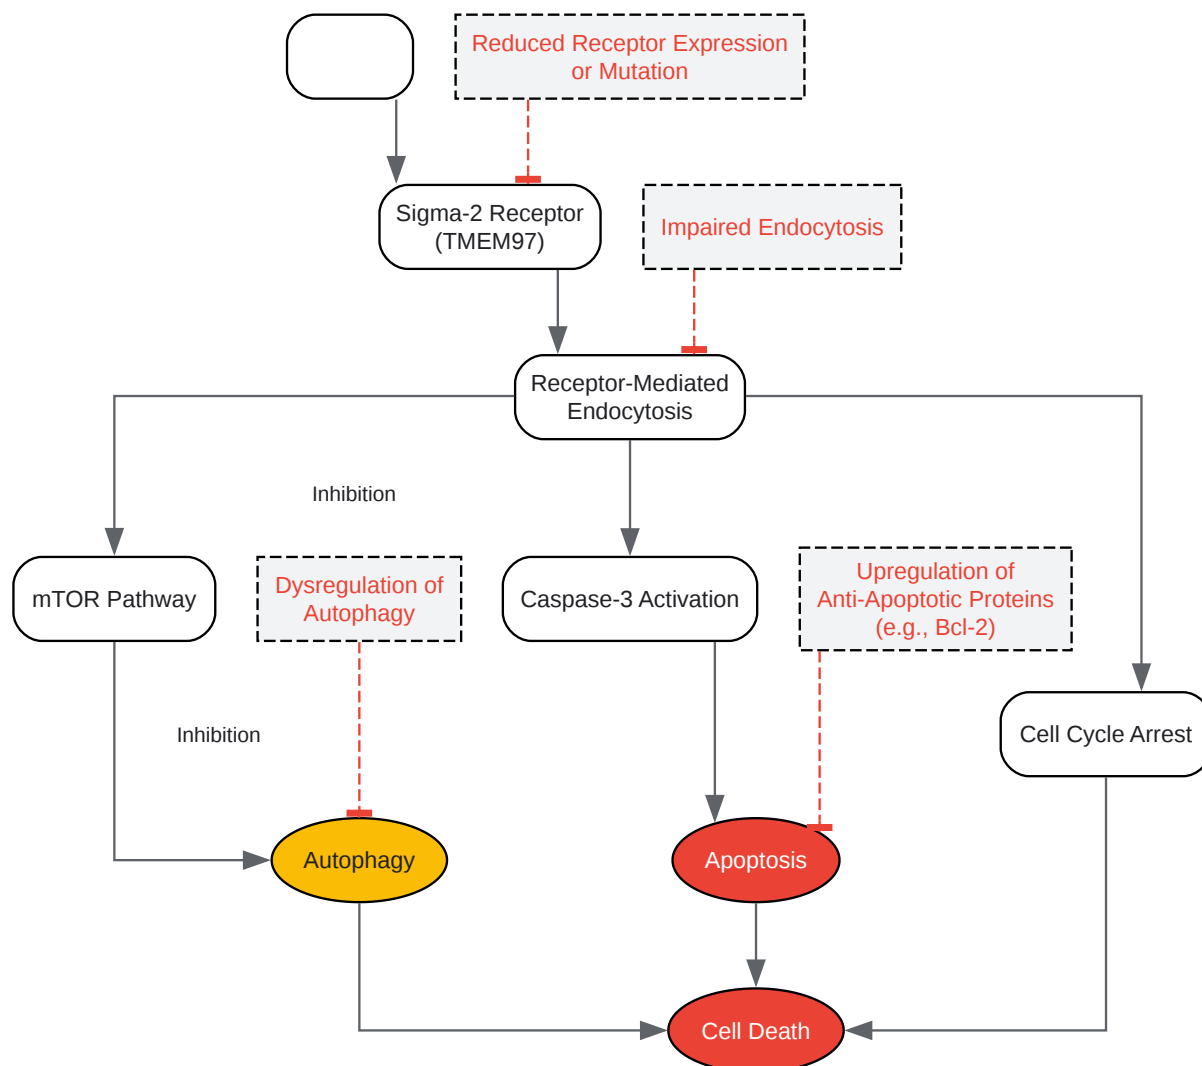 Reduced Receptor Expression
or Mutation
Sigma-2 Receptor
(TMEM97)
Impaired Endocytosis
Receptor-Mediated
Endocytosis
Inhibition
mTOR Pathway
Dysregulation of
Autophagy
Caspase-3 Activation
Upregulation of
Anti-Apoptotic Proteins
(e.g., Bcl-2)
Inhibition
Cell Cycle Arrest
Autophagy
Apoptosis
Cell Death